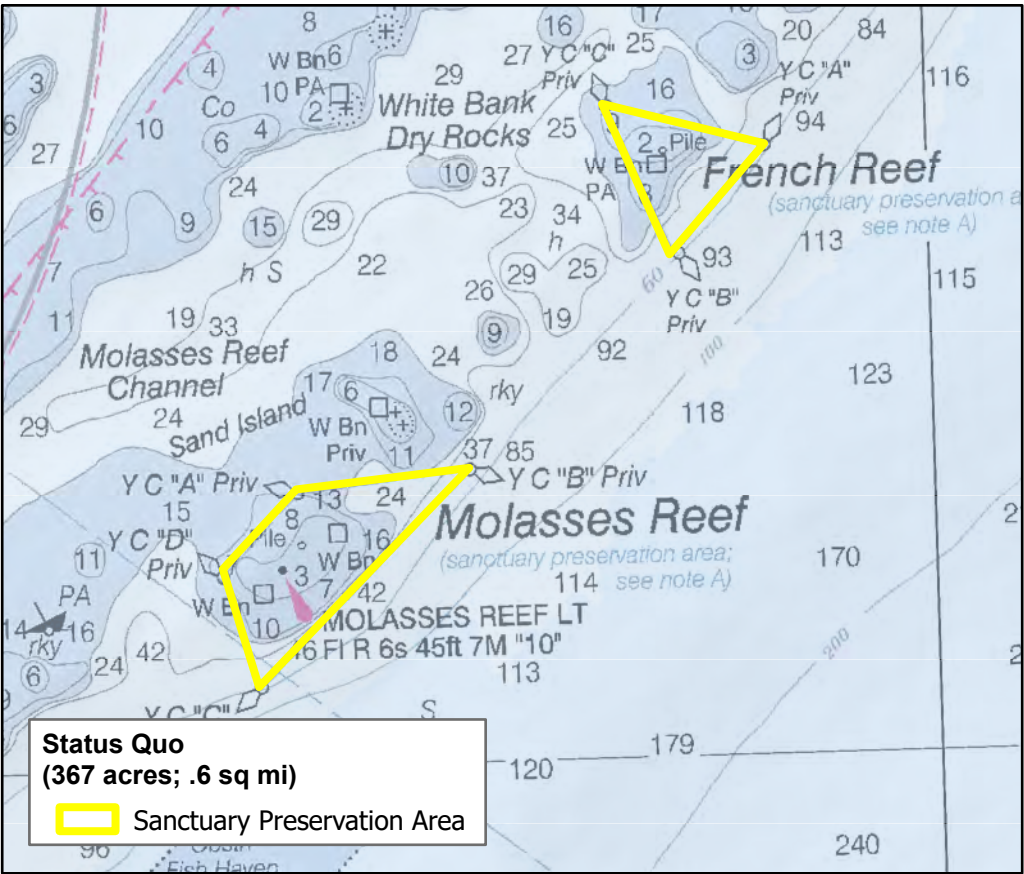 8
16
17
20
84
W Bn
6
27
Y C "C"
Priv
25
3
Y C "A"
Priv
116
3
4
10
PA
2
29
16
94
Co
White Bank
Dry Rocks
25
9
2
Pile
6
10
6
4
27
24
10
37
W Bn
PA
3
French Reef
(sanctuary preservation a
see note A)
6
9
15
29
23
34
h
113
7
h S
22
29
25
60
93
115
26
Y C "B"
Priv
11
19
33
9
19
Molasses Reef
Channel
18
24
92
100
123
17
6
rky
29
24
Sand Island
W Bn
Priv
12
118
11
37
85
Y C "A" Priv
13
24
Y C "B" Priv
15
8
Molasses Reef
Y C "D"
Priv
Pile
16
W Bn
(sanctuary preservation area;
see note A)
11
3
7
42
114
170
PA
W Bn
14
16
rky
10
MOLASSES REEF LT
16 Fl R 6s 45ft 7M "10"
200
6
24
42
113
9
Y C "C"
S
Status Quo
(367 acres; .6 sq mi)
Sanctuary Preservation Area
179
120
240
96
Obstn
Fish Haven